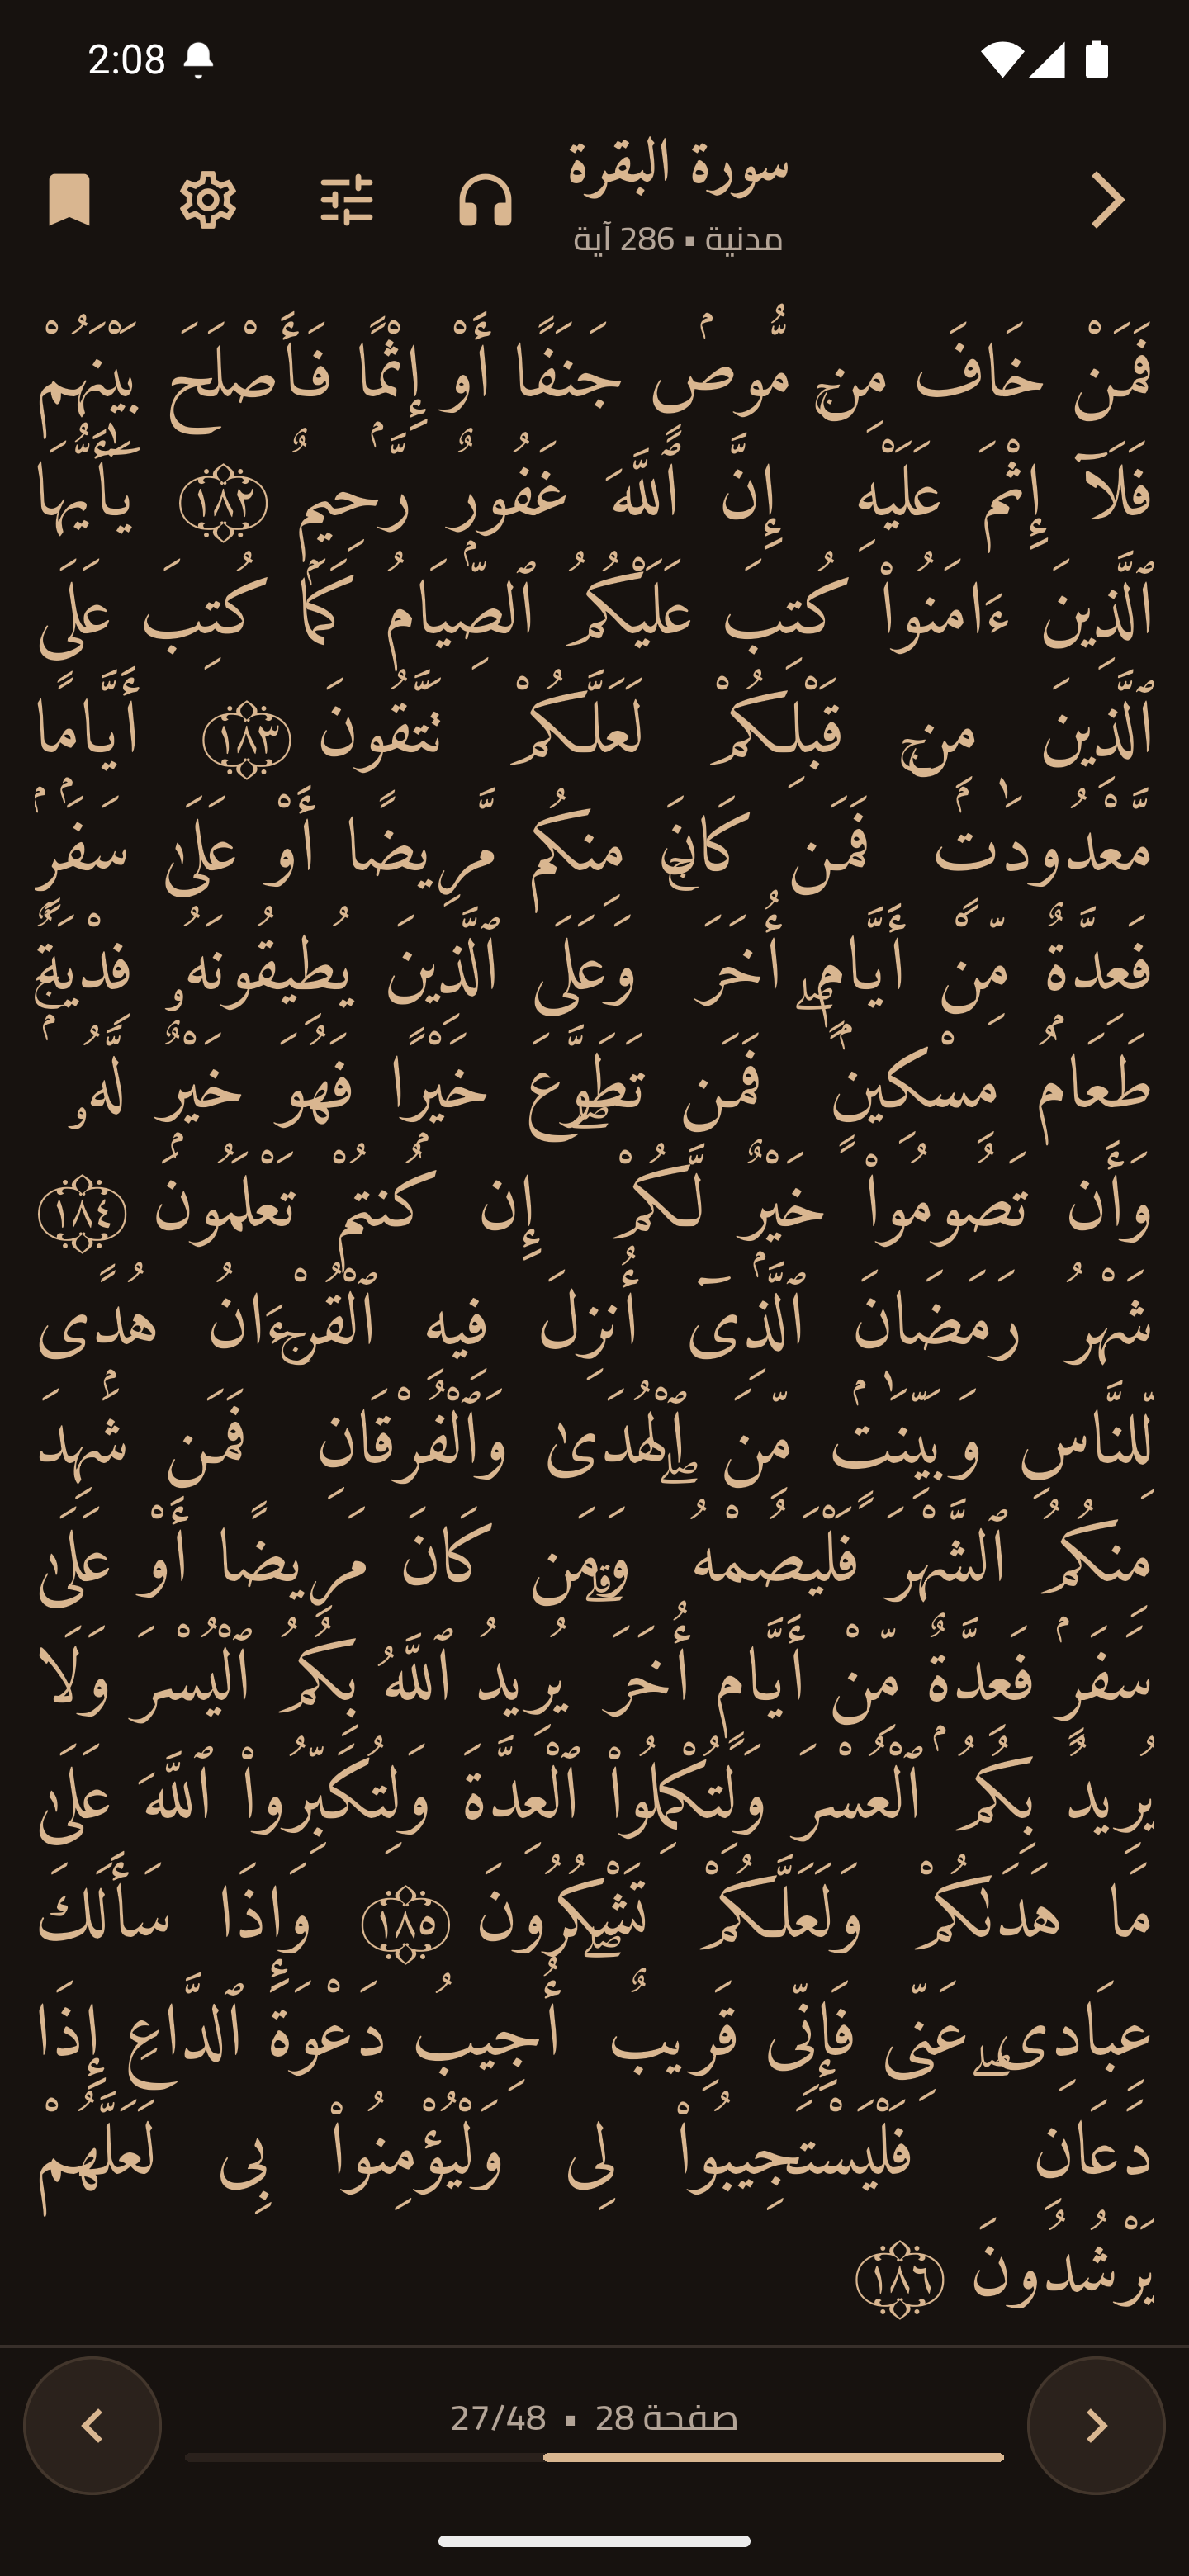 2:08
سورة البقرة
مدنية • 286 آية
فَمَنْ خَافَ مِن مُّوصٍ جَنَفًا أَوْ إِثْمًا فَأَصْلَحَ بَيْنَهُمْ
فَلَآ إِثْمَ عَلَيْهِ إِنَّ ٱللَّهَ غَفُورٌ رَّحِيمٌ ١٨٢ يَـٰٓأَيُّهَا
ٱلَّذِينَ ءَامَنُوا۟ كُتِبَ عَلَيْكُمُ ٱلصِّيَامُ كَمَا كُتِبَ عَلَى
ٱلَّذِينَ مِن قَبْلِكُمْ لَعَلَّكُمْ تَتَّقُونَ ١٨٣ أَيَّامًا
مَّعْدُودَٰتٍ فَمَن كَانَ مِنكُم مَّرِيضًا أَوْ عَلَىٰ سَفَرٍ
فَعِدَّةٌ مِّنْ أَيَّامٍ أُخَرَ وَعَلَى ٱلَّذِينَ يُطِيقُونَهُۥ فِدْيَةٌ
طَعَامُ مِسْكِينٍ فَمَن تَطَوَّعَ خَيْرًا فَهُوَ خَيْرٌ لَّهُۥ
وَأَن تَصُومُوا۟ خَيْرٌ لَّكُمْ إِن كُنتُمْ تَعْلَمُونَ ١٨٤
شَهْرُ رَمَضَانَ ٱلَّذِىٓ أُنزِلَ فِيهِ ٱلْقُرْءَانُ هُدًى
لِّلنَّاسِ وَبَيِّنَـٰتٍ مِّنَ ٱلْهُدَىٰ وَٱلْفُرْقَانِ فَمَن شَهِدَ
مِنكُمُ ٱلشَّهْرَ فَلْيَصُمْهُ وَمَن كَانَ مَرِيضًا أَوْ عَلَىٰ
سَفَرٍ فَعِدَّةٌ مِّنْ أَيَّامٍ أُخَرَ يُرِيدُ ٱللَّهُ بِكُمُ ٱلْيُسْرَ وَلَا
يُرِيدُ بِكُمُ ٱلْعُسْرَ وَلِتُكْمِلُوا۟ ٱلْعِدَّةَ وَلِتُكَبِّرُوا۟ ٱللَّهَ عَلَىٰ
مَا هَدَىٰكُمْ وَلَعَلَّكُمْ تَشْكُرُونَ ١٨٥ وَإِذَا سَأَلَكَ
عِبَادِى عَنِّى فَإِنِّى قَرِيبٌ أُجِيبُ دَعْوَةَ ٱلدَّاعِ إِذَا
دَعَانِ فَلْيَسْتَجِيبُوا۟ لِى وَلْيُؤْمِنُوا۟ بِى لَعَلَّهُمْ
يَرْشُدُونَ ١٨٦
صفحة 28 • 27/48